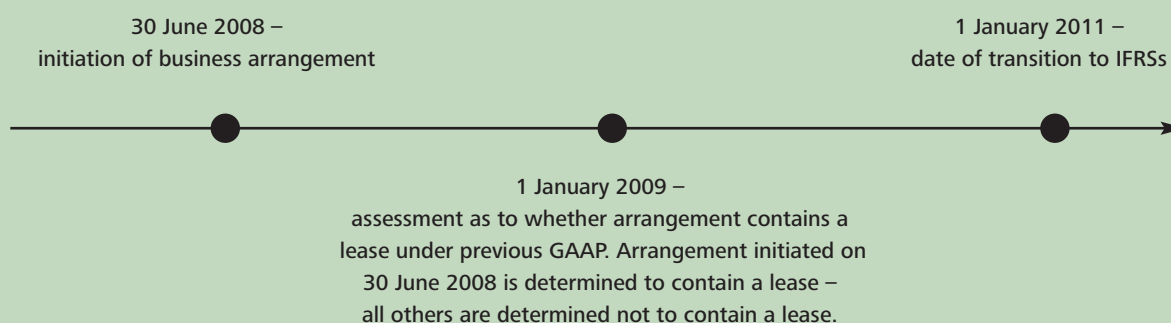 30 June 2008 –
initiation of business arrangement
1 January 2011 –
date of transition to IFRSs
1 January 2009 –
assessment as to whether arrangement contains a
lease under previous GAAP. Arrangement initiated on
30 June 2008 is determined to contain a lease –
all others are determined not to contain a lease.